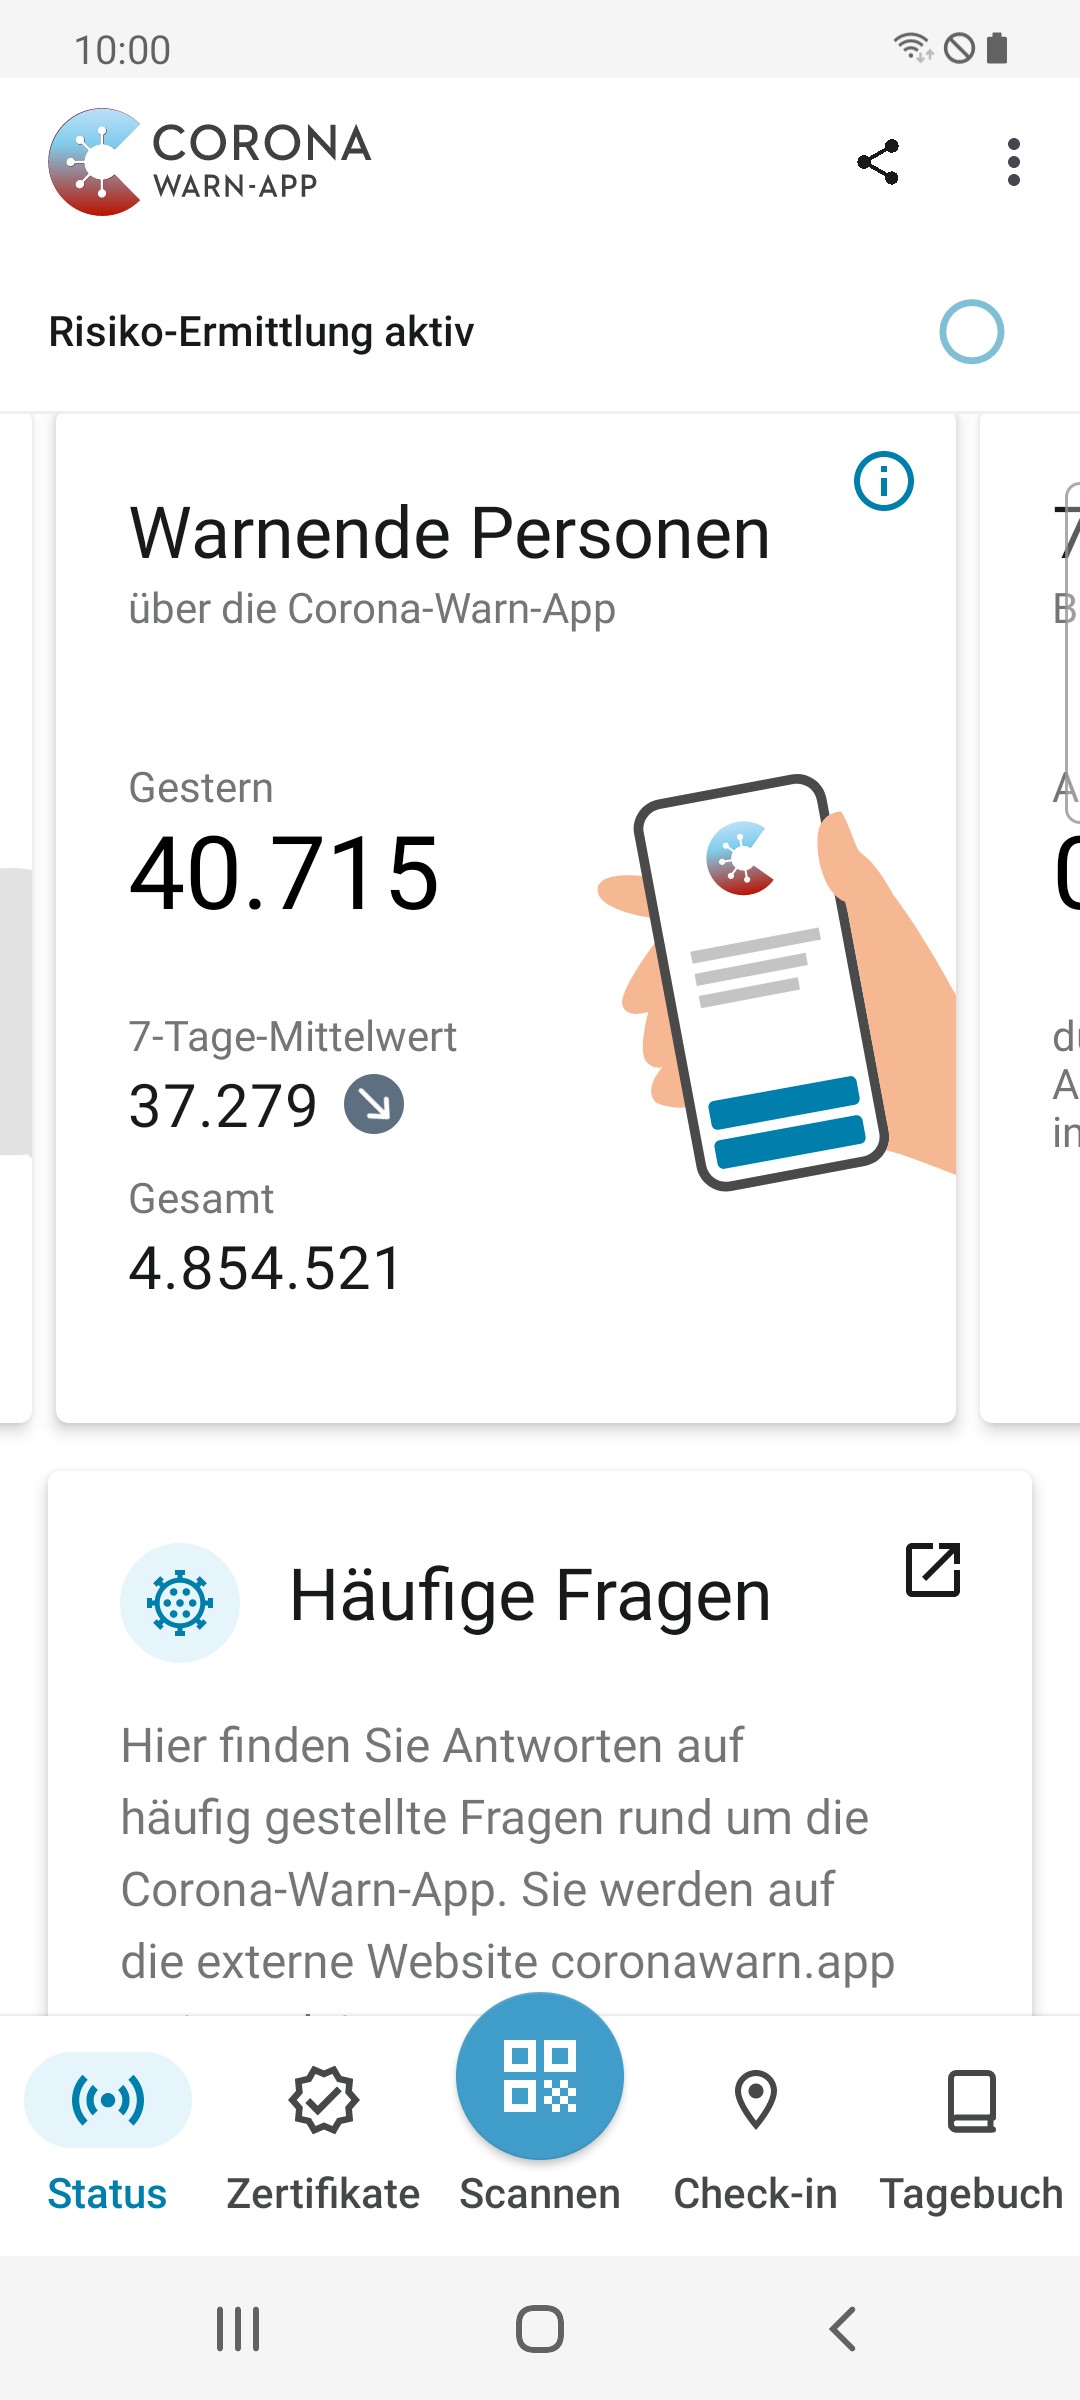 10:00
CORONA
WARN-APP
Risiko-Ermittlung aktiv
Warnende Personen
über die Corona-Warn-App
Gestern
40.715
7-Tage-Mittelwert
37.279
Gesamt
4.854.521
Häufige Fragen
Hier finden Sie Antworten auf
häufig gestellte Fragen rund um die
Corona-Warn-App. Sie werden auf
die externe Website coronawarn.app
Status
Zertifikate
Scannen
Check-in
Tagebuch